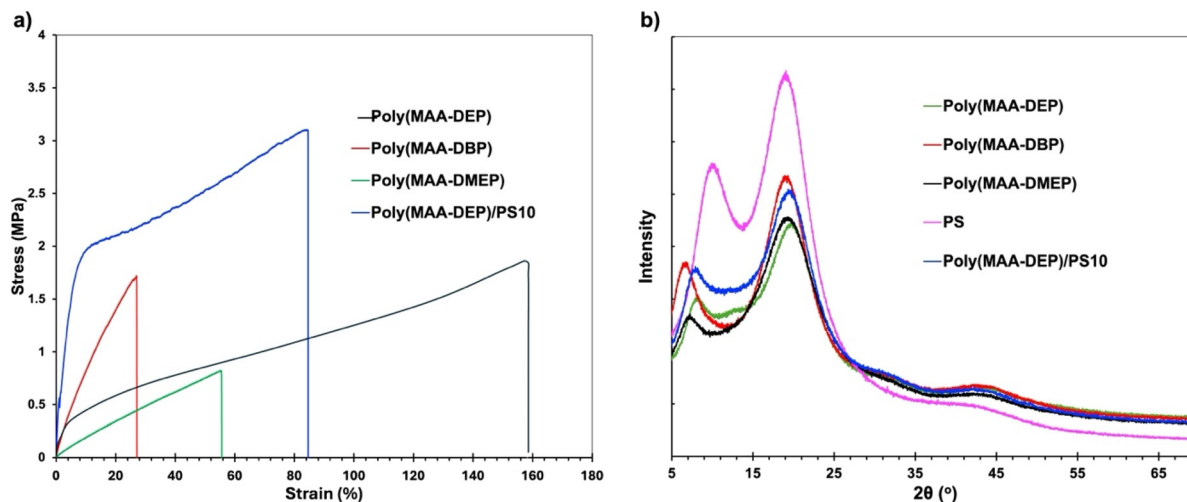 a)
4
3.5
3
2.5
2
1.5
1
0.5
0
Stress (MPa)
0 20 40 60 80 100 120 140 160 180
Strain (%)
Poly(MAA-DEP)
Poly(MAA-DBP)
Poly(MAA-DMEP)
Poly(MAA-DEP)/PS10
b)
Intensity
Poly(MAA-DEP)
Poly(MAA-DBP)
Poly(MAA-DMEP)
PS
Poly(MAA-DEP)/PS10
5 15 25 35 45 55 65
2θ (º)